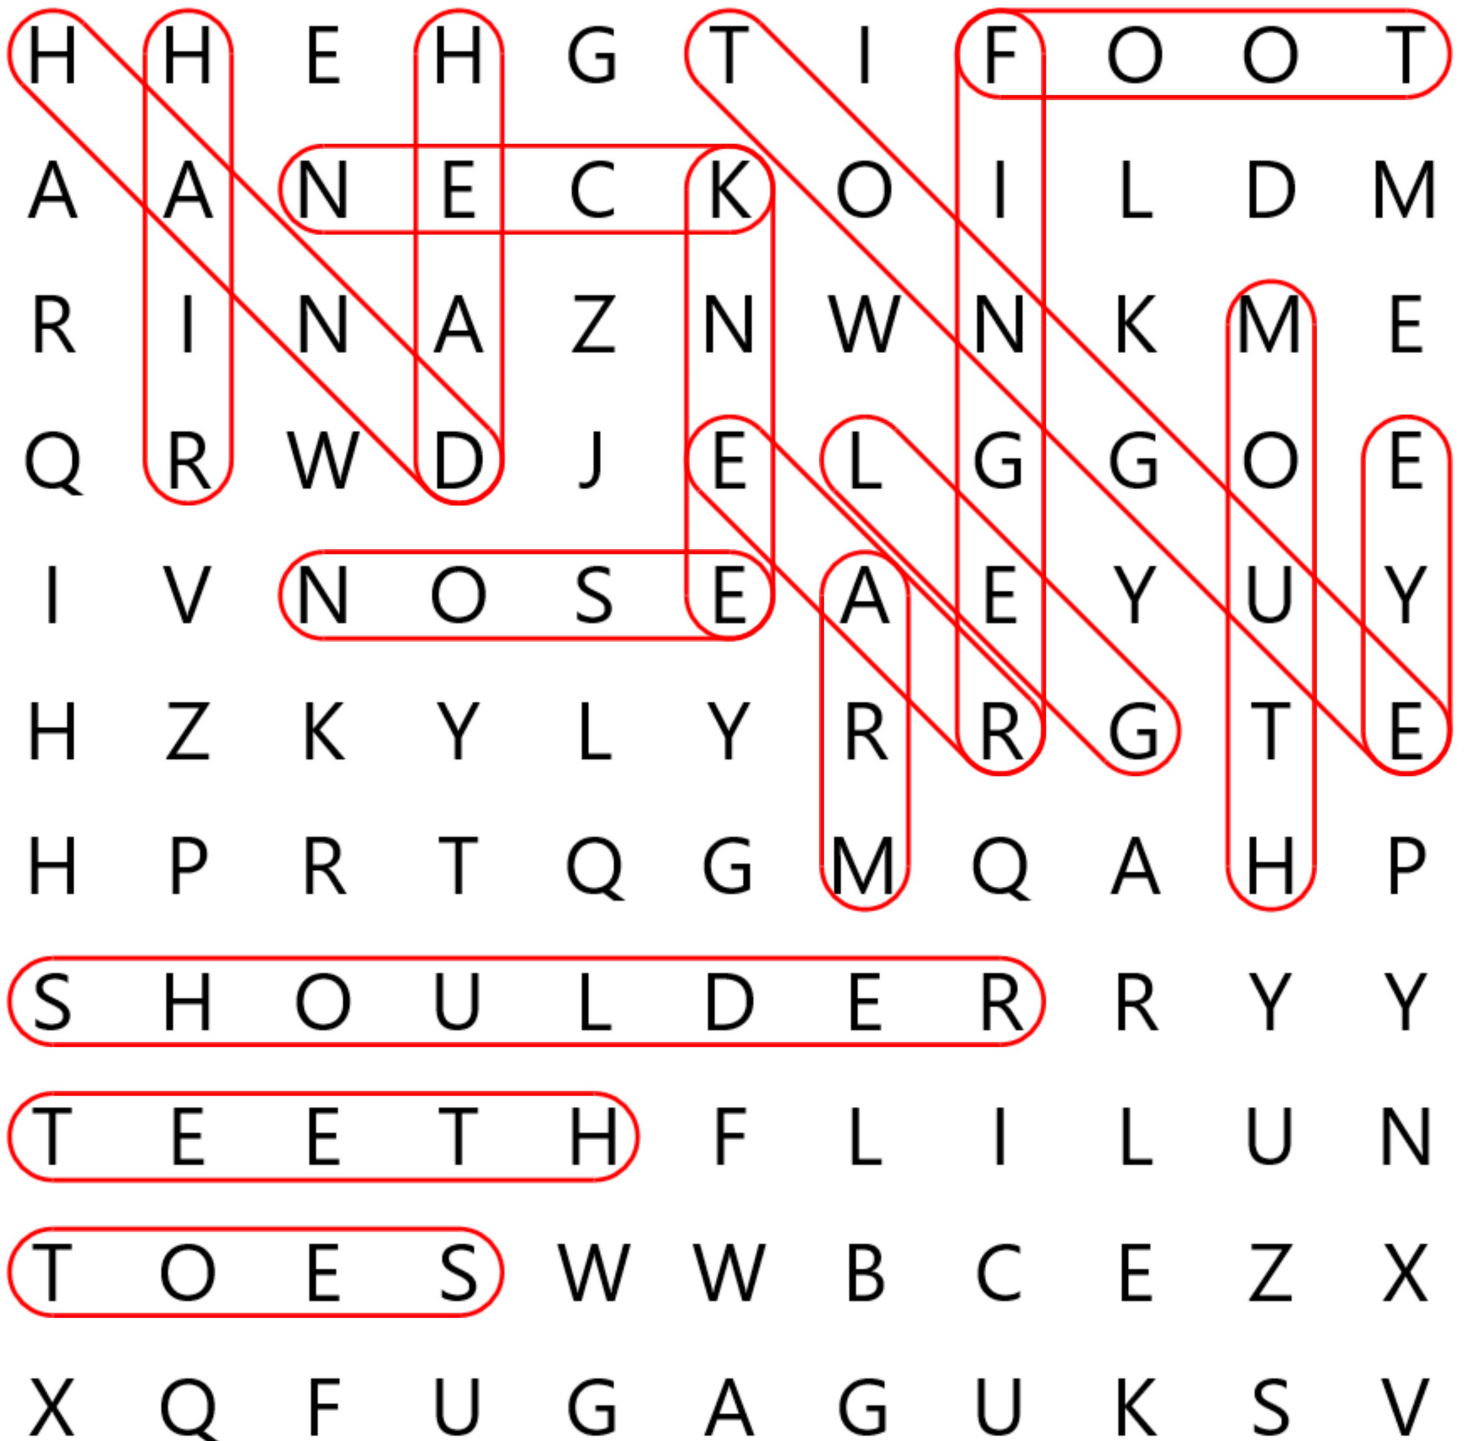 H H E H G T I F O O T
A A N E C K O I L D M
R I N A Z N W N K M E
Q R W D J E L G G O E
I V N O S E A E Y U Y
H Z K Y L Y R R G T E
H P R T Q G M Q A H P
S H O U L D E R R Y Y
T E E T H F L I L U N
T O E S W W B C E Z X
X Q F U G A G U K S V